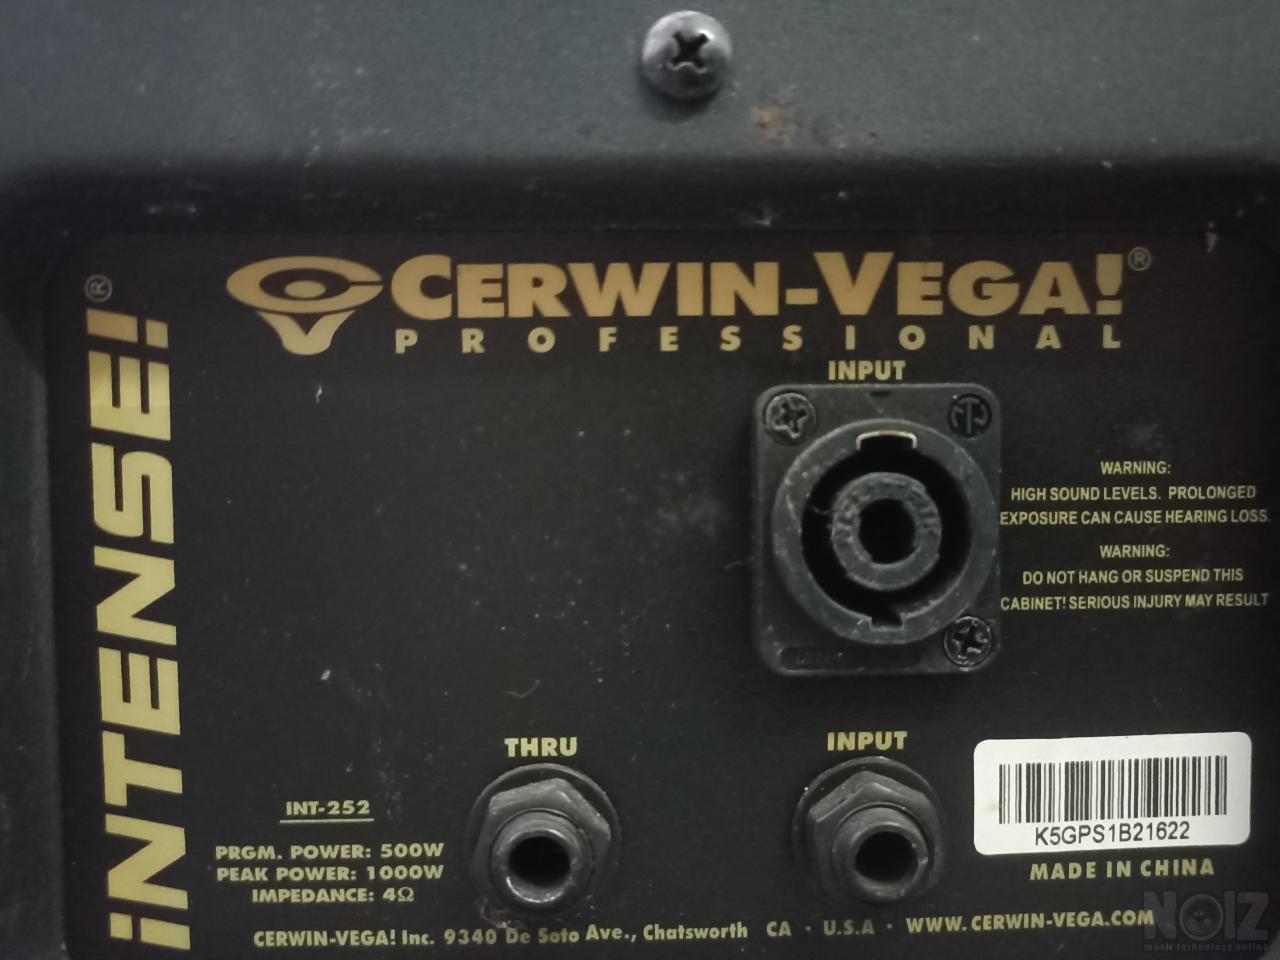 CERWIN-VEGA!®
PROFESSIONAL
iNTENSE!®
INPUT
WARNING:
HIGH SOUND LEVELS. PROLONGED
EXPOSURE CAN CAUSE HEARING LOSS.
WARNING:
DO NOT HANG OR SUSPEND THIS
CABINET! SERIOUS INJURY MAY RESULT
THRU
INPUT
INT-252
PRGM. POWER: 500W
PEAK POWER: 1000W
IMPEDANCE: 4Ω
K5GPS1B21622
MADE IN CHINA
CERWIN-VEGA! Inc. 9340 De Soto Ave., Chatsworth CA · U.S.A · WWW.CERWIN-VEGA.COM
NOIZ
music technology online